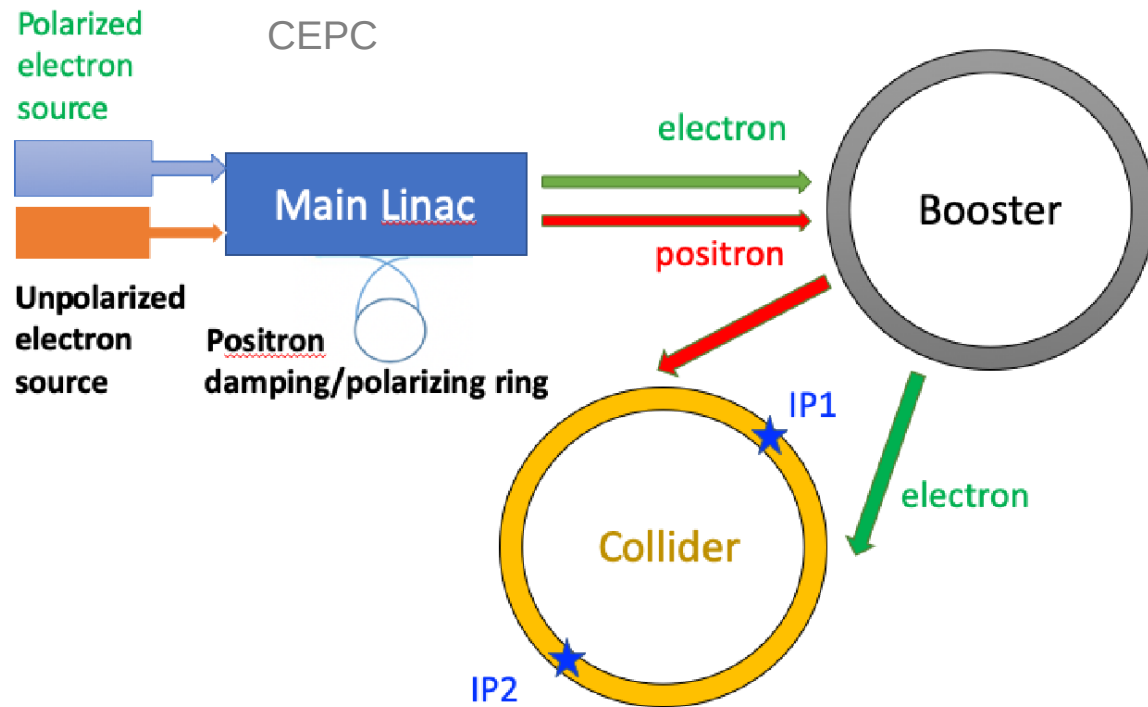 Polarized
electron
source
CEPC
electron
Main Linac
Booster
positron
Unpolarized
electron
source
Positron
damping/polarizing ring
IP1
electron
Collider
IP2